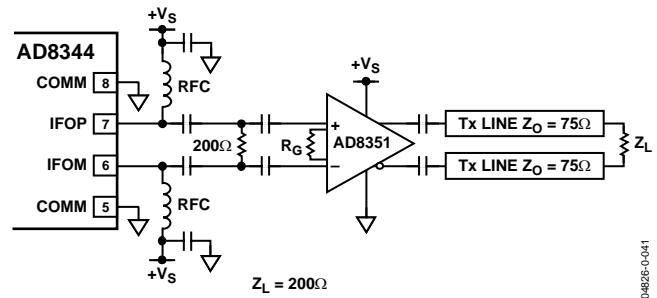 +VS
AD8344
COMM 8
RFC
+VS
IFOP 7
200Ω
RG
+
–
AD8351
Tx LINE ZO = 75Ω
ZL
IFOM 6
Tx LINE ZO = 75Ω
COMM 5
RFC
+VS
ZL = 200Ω
04826-0-041